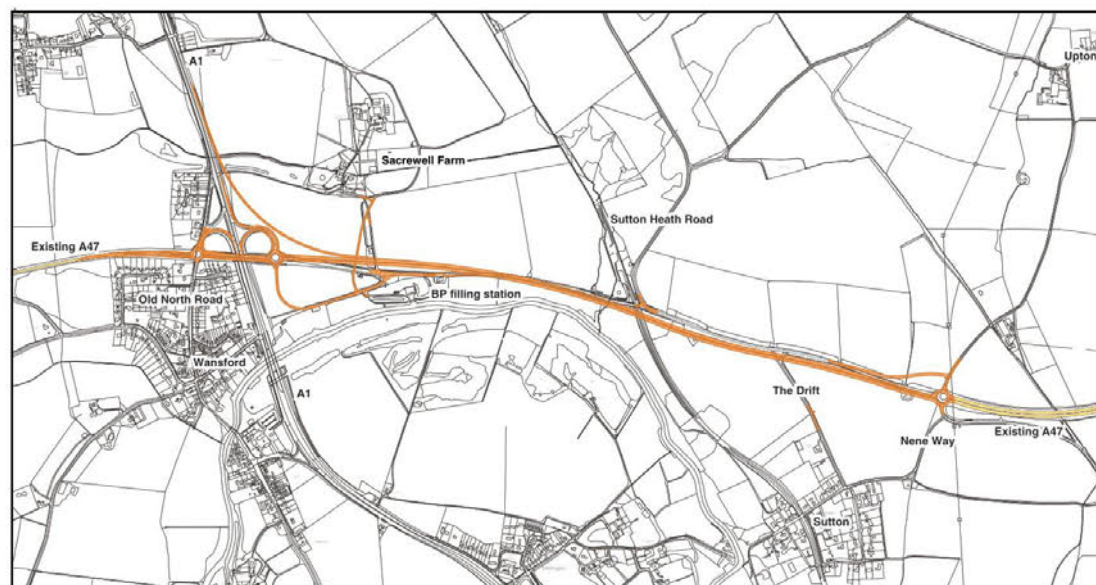 A1
Upton
Sacrewell Farm
Sutton Heath Road
Existing A47
Old North Road
BP filling station
Wansford
A1
The Drift
Nene Way
Existing A47
Sutton